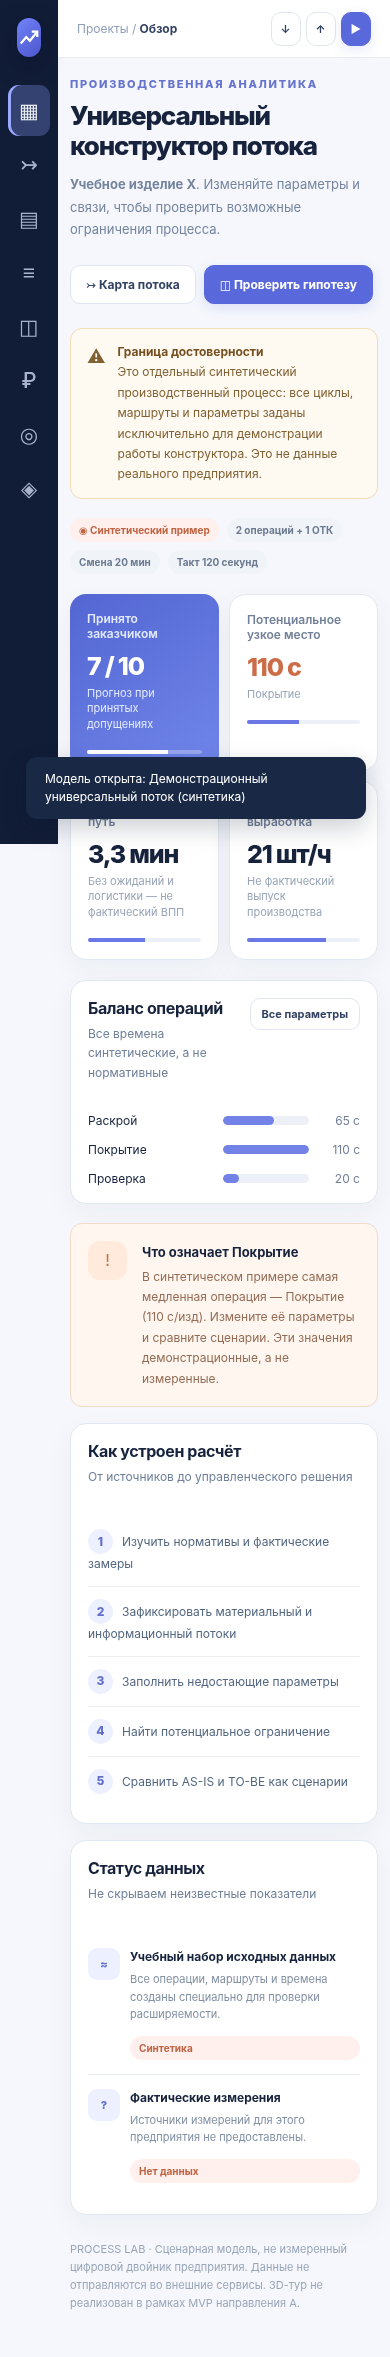 Проекты / Обзор
ПРОИЗВОДСТВЕННАЯ АНАЛИТИКА
Универсальный
конструктор потока
Учебное изделие X. Изменяйте параметры и
связи, чтобы проверить возможные
ограничения процесса.
Карта потока
Проверить гипотезу
Граница достоверности
Это отдельный синтетический
производственный процесс: все циклы,
маршруты и параметры заданы
исключительно для демонстрации
работы конструктора. Это не данные
реального предприятия.
Синтетический пример
2 операций + 1 ОТК
Смена 20 мин
Такт 120 секунд
Принято
заказчиком
7 / 10
Прогноз при
принятых
допущениях
Потенциальное
узкое место
110 с
Покрытие
Модель открыта: Демонстрационный
универсальный поток (синтетика)
путь
3,3 мин
Без ожиданий и
логистики — не
фактический ВПП
выработка
21 шт/ч
Не фактический
выпуск
производства
Баланс операций
Все времена
синтетические, а не
нормативные
Все параметры
Раскрой 65 с
Покрытие 110 с
Проверка 20 с
!
Что означает Покрытие
В синтетическом примере самая
медленная операция — Покрытие
(110 с/изд). Измените её параметры
и сравните сценарии. Эти значения
демонстрационные, а не
измеренные.
Как устроен расчёт
От источников до управленческого решения
1 Изучить нормативы и фактические
замеры
2 Зафиксировать материальный и
информационный потоки
3 Заполнить недостающие параметры
4 Найти потенциальное ограничение
5 Сравнить AS-IS и TO-BE как сценарии
Статус данных
Не скрываем неизвестные показатели
≈
Учебный набор исходных данных
Все операции, маршруты и времена
созданы специально для проверки
расширяемости.
Синтетика
?
Фактические измерения
Источники измерений для этого
предприятия не предоставлены.
Нет данных
PROCESS LAB · Сценарная модель, не измеренный
цифровой двойник предприятия. Данные не
отправляются во внешние сервисы. 3D-тур не
реализован в рамках MVP направления А.